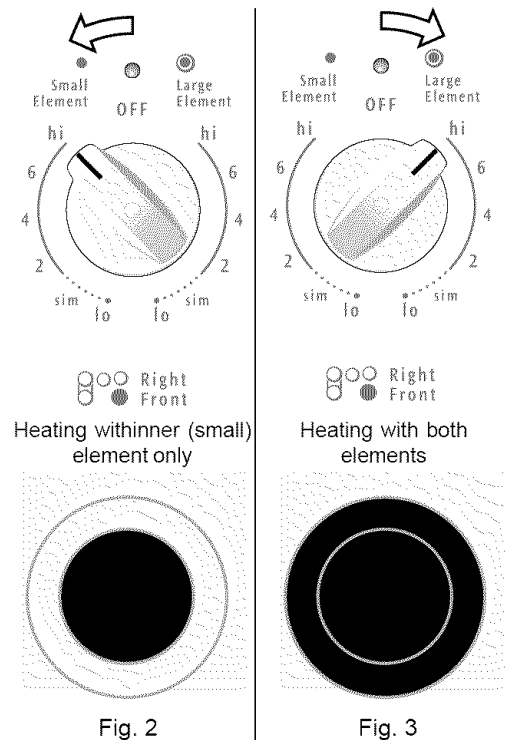 Small
Element
OFF
Large
Element
hi
hi
6
6
4
4
2
2
sim
lo
lo
sim
Right
Front
Heating withinner (small)
element only
Fig. 2
Small
Element
OFF
Large
Element
hi
hi
6
6
4
4
2
2
sim
lo
lo
sim
Right
Front
Heating with both
elements
Fig. 3